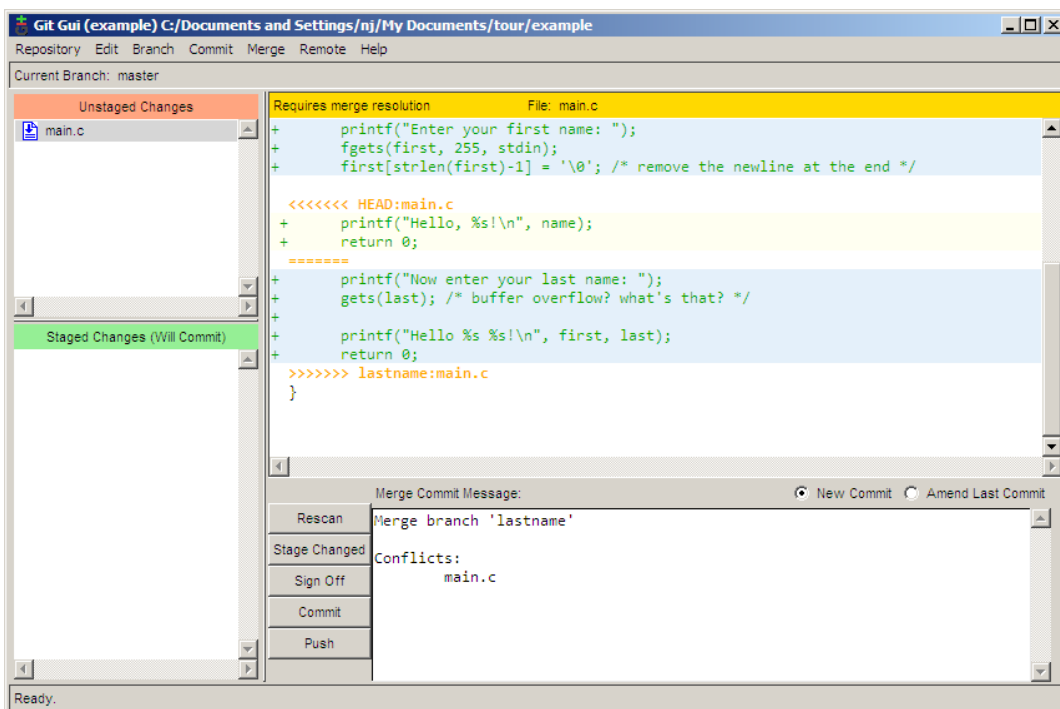 Git Gui (example) C:/Documents and Settings/nj/My Documents/tour/example
Repository Edit Branch Commit Merge Remote Help
Current Branch: master
Unstaged Changes
main.c
Staged Changes (Will Commit)
Requires merge resolution File: main.c
+ printf("Enter your first name: ");
+ fgets(first, 255, stdin);
+ first[strlen(first)-1] = '\0'; /* remove the newline at the end */
<<<<<<< HEAD:main.c
+ printf("Hello, %s!\n", name);
+ return 0;
=======
+ printf("Now enter your last name: ");
+ gets(last); /* buffer overflow? what's that? */
+
+ printf("Hello %s %s!\n", first, last);
+ return 0;
>>>>>>> lastname:main.c
}
Merge Commit Message: New Commit Amend Last Commit
Rescan
Stage Changed
Sign Off
Commit
Push
Merge branch 'lastname'
Conflicts:
main.c
Ready.